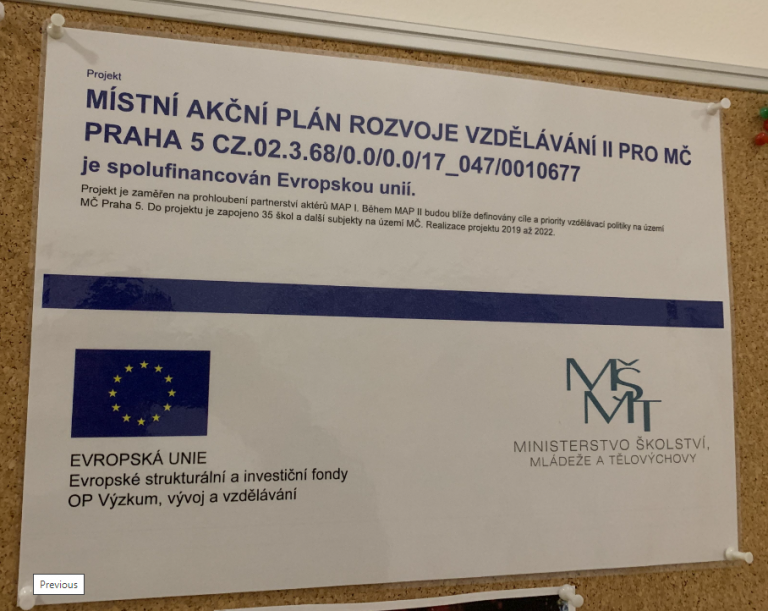 Projekt
MÍSTNÍ AKČNÍ PLÁN ROZVOJE VZDĚLÁVÁNÍ II PRO MČ
PRAHA 5 CZ.02.3.68/0.0/0.0/17_047/0010677
je spolufinancován Evropskou unií.
Projekt je zaměřen na prohloubení partnerství aktérů MAP I. Během MAP II budou blíže definovány cíle a priority vzdělávací politiky na území
MČ Praha 5. Do projektu je zapojeno 35 škol a další subjekty na území MČ. Realizace projektu 2019 až 2022.
EVROPSKÁ UNIE
Evropské strukturální a investiční fondy
OP Výzkum, vývoj a vzdělávání
MŠ
MT
MINISTERSTVO ŠKOLSTVÍ,
MLÁDEŽE A TĚLOVÝCHOVY
Previous